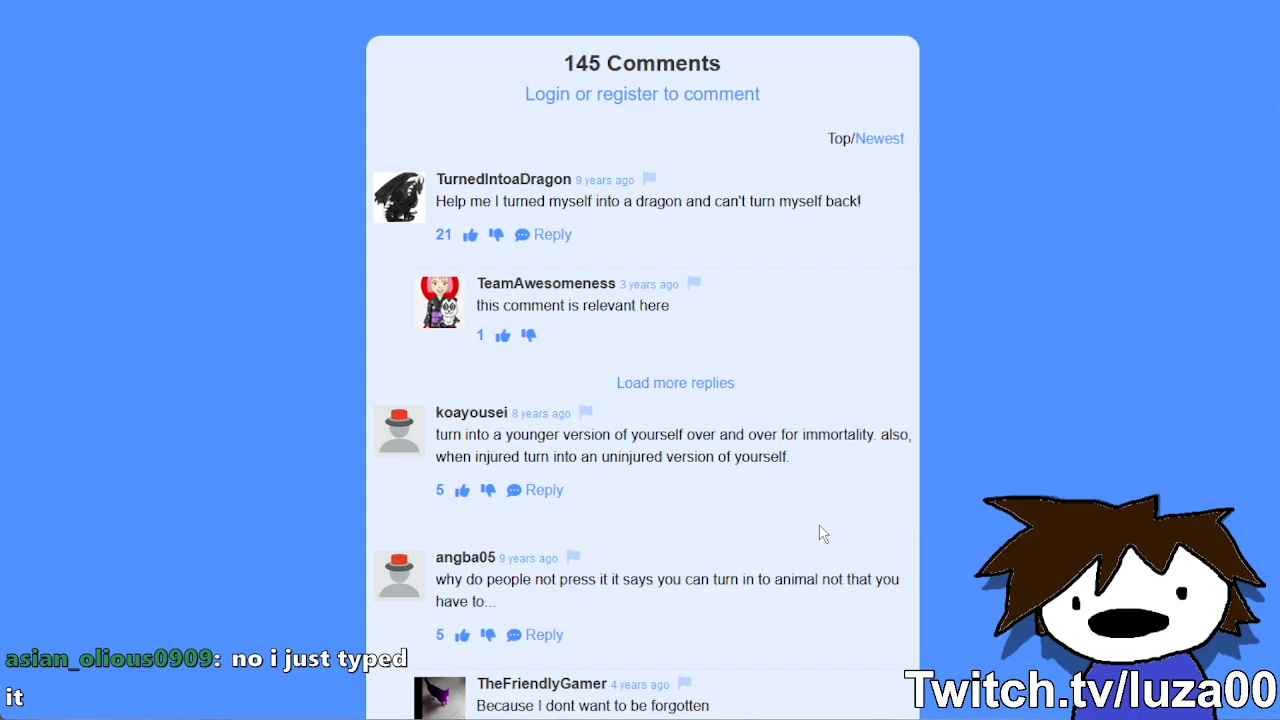 145 Comments
Login or register to comment
Top/Newest
TurnedIntoaDragon 9 years ago
Help me I turned myself into a dragon and can't turn myself back!
21 Reply
TeamAwesomeness 3 years ago
this comment is relevant here
1
Load more replies
koayousei 8 years ago
turn into a younger version of yourself over and over for immortality. also,
when injured turn into an uninjured version of yourself.
5 Reply
angba05 9 years ago
why do people not press it it says you can turn in to animal not that you
have to...
5 Reply
TheFriendlyGamer 4 years ago
Because I dont want to be forgotten
asian_olious0909: no i just typed
it
Twitch.tv/luza00